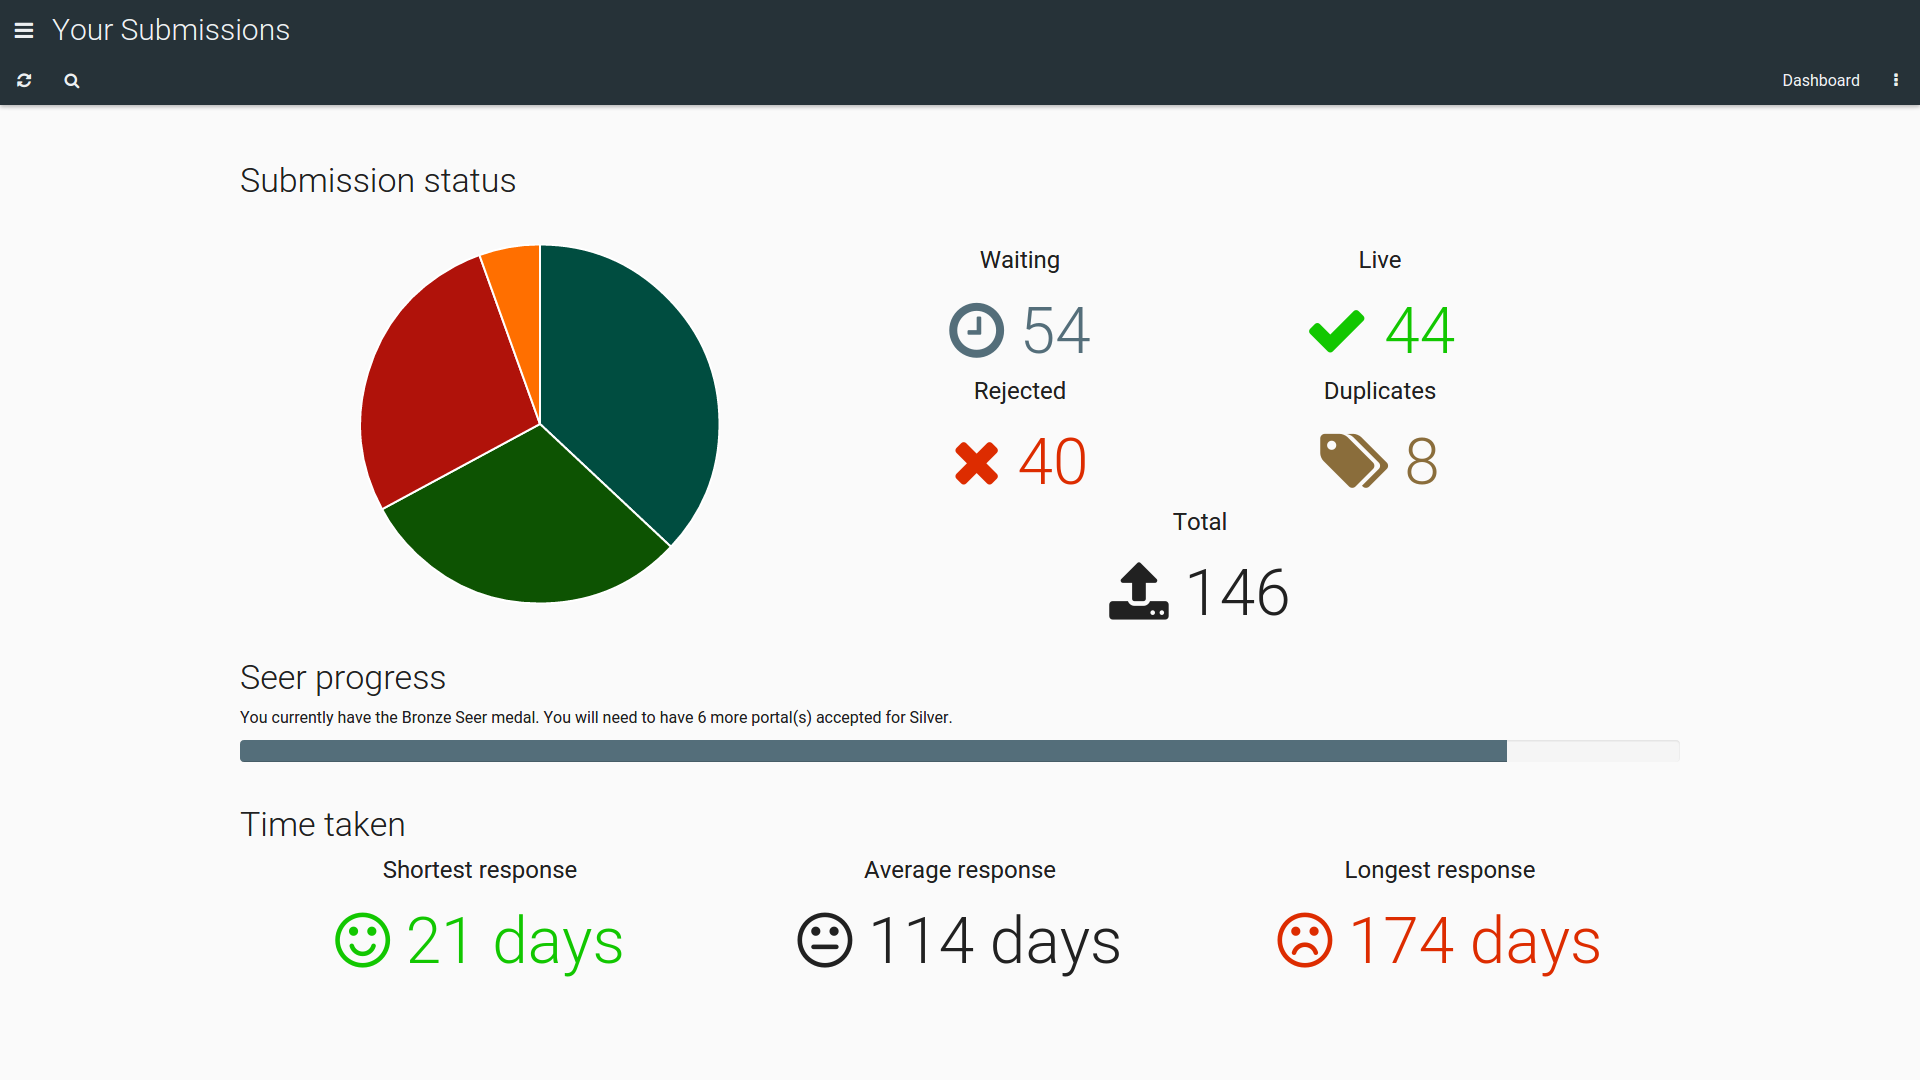 Your Submissions
Dashboard
Submission status
Waiting
Live
54
44
Rejected
Duplicates
40
8
Total
146
Seer progress
You currently have the Bronze Seer medal. You will need to have 6 more portal(s) accepted for Silver.
Time taken
Shortest response
Average response
Longest response
21 days
114 days
174 days